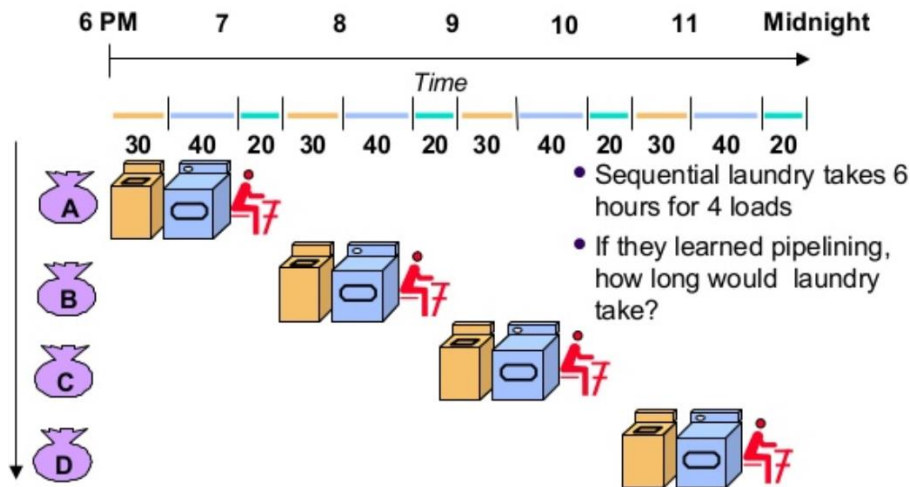 6 PM 7 8 9 10 11 Midnight
Time
30 40 20 30 40 20 30 40 20 30 40 20
A
B
C
D
• Sequential laundry takes 6
hours for 4 loads
• If they learned pipelining,
how long would laundry
take?